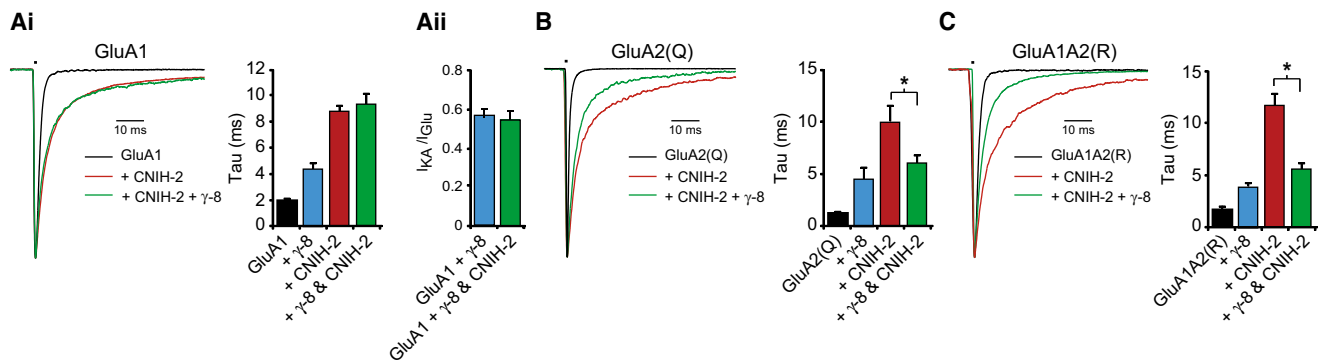 Ai
GluA1
10 ms
GluA1
+ CNIH-2
+ CNIH-2 + γ-8
Tau (ms)
12
10
8
6
4
2
0
GluA1
+ γ-8
+ CNIH-2
+ γ-8 & CNIH-2
Aii
IKA/IGlu
0.8
0.6
0.4
0.2
0
GluA1 + γ-8
GluA1 + γ-8 & CNIH-2
B
GluA2(Q)
10 ms
GluA2(Q)
+ CNIH-2
+ CNIH-2 + γ-8
Tau (ms)
15
10
5
0
*
GluA2(Q)
+ γ-8
+ CNIH-2
+ γ-8 & CNIH-2
C
GluA1A2(R)
10 ms
GluA1A2(R)
+ CNIH-2
+ CNIH-2 + γ-8
Tau (ms)
15
10
5
0
*
GluA1A2(R)
+ γ-8
+ CNIH-2
+ γ-8 & CNIH-2